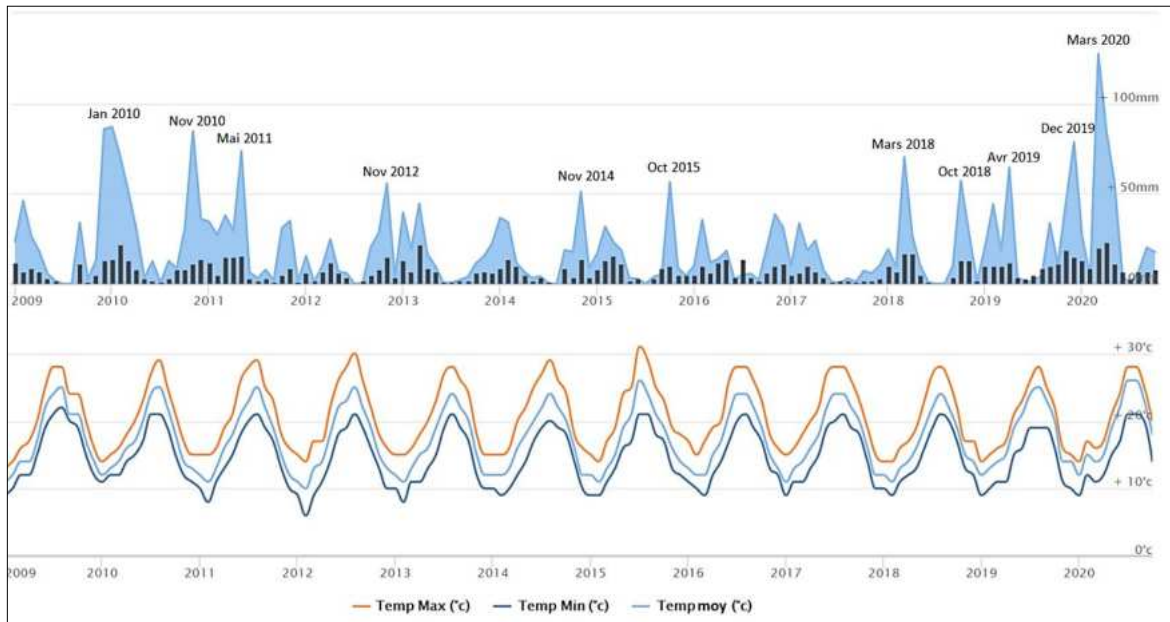 Mars 2020
+ 100mm
Jan 2010
Nov 2010
Mai 2011
Nov 2012
Nov 2014
Oct 2015
Mars 2018
Oct 2018
Avr 2019
Dec 2019
+ 50mm
2009 2010 2011 2012 2013 2014 2015 2016 2017 2018 2019 2020
+ 30°c
+ 20°c
+ 10°c
0°c
2009 2010 2011 2012 2013 2014 2015 2016 2017 2018 2019 2020
Temp Max (°c) Temp Min (°c) Temp moy (°c)